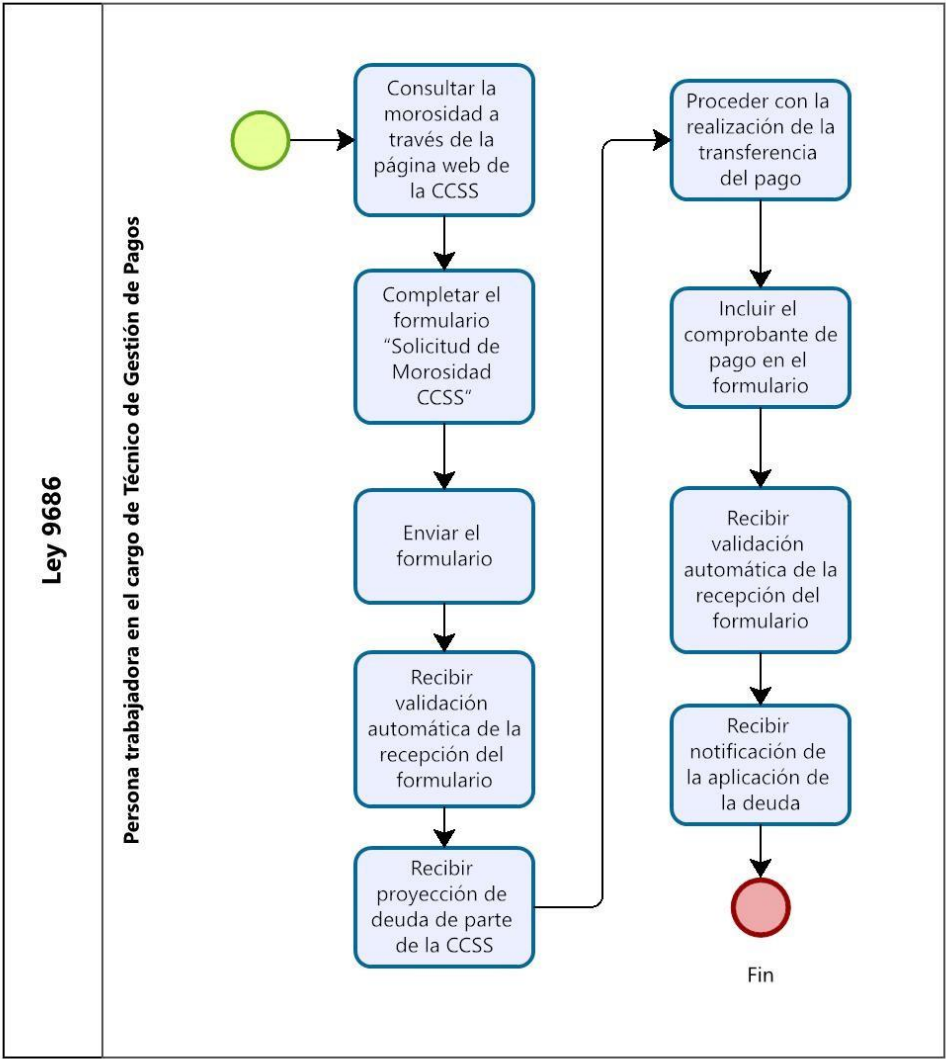 Ley 9686
Persona trabajadora en el cargo de Técnico de Gestión de Pagos
Consultar la
morosidad a
través de la
página web de
la CCSS
Completar el
formulario
“Solicitud de
Morosidad
CCSS“
Enviar el
formulario
Recibir
validación
automática de la
recepción del
formulario
Recibir
proyección de
deuda de parte
de la CCSS
Proceder con la
realización de la
transferencia
del pago
Incluir el
comprobante de
pago en el
formulario
Recibir
validación
automática de la
recepción del
formulario
Recibir
notificación de
la aplicación de
la deuda
Fin